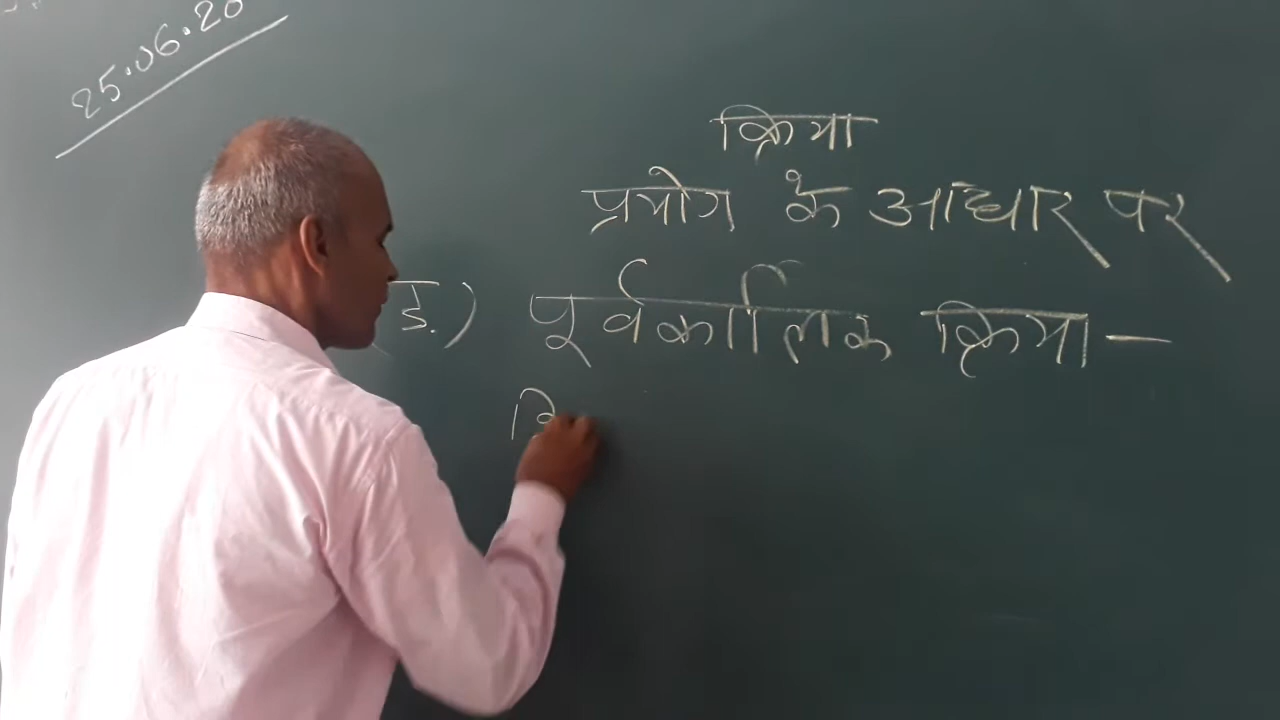 25.06.20
क्रिया
प्रयोग के आधार पर
ड.) पूर्वकालिक क्रिया —